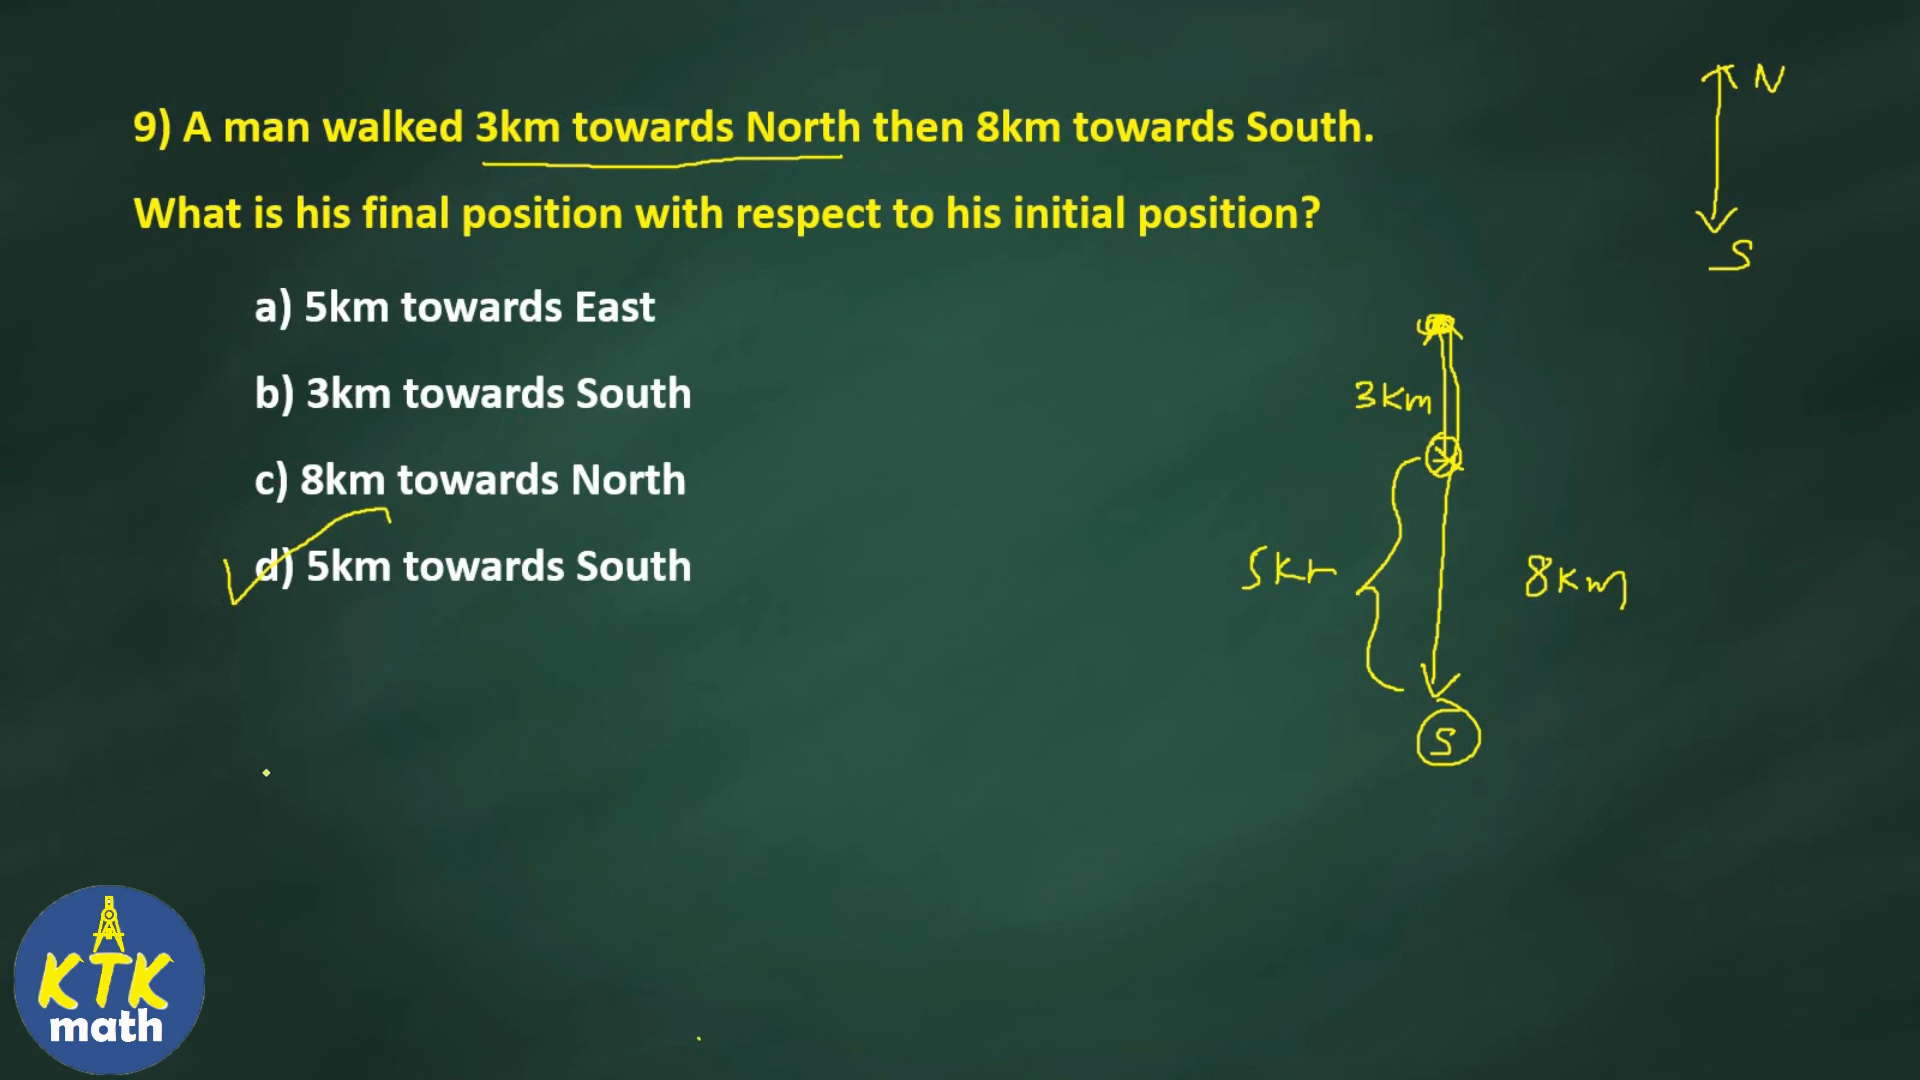 9) A man walked 3km towards North then 8km towards South.
What is his final position with respect to his initial position?
a) 5km towards East
b) 3km towards South
c) 8km towards North
d) 5km towards South
N
S
3km
5km
8km
S
KTK
math